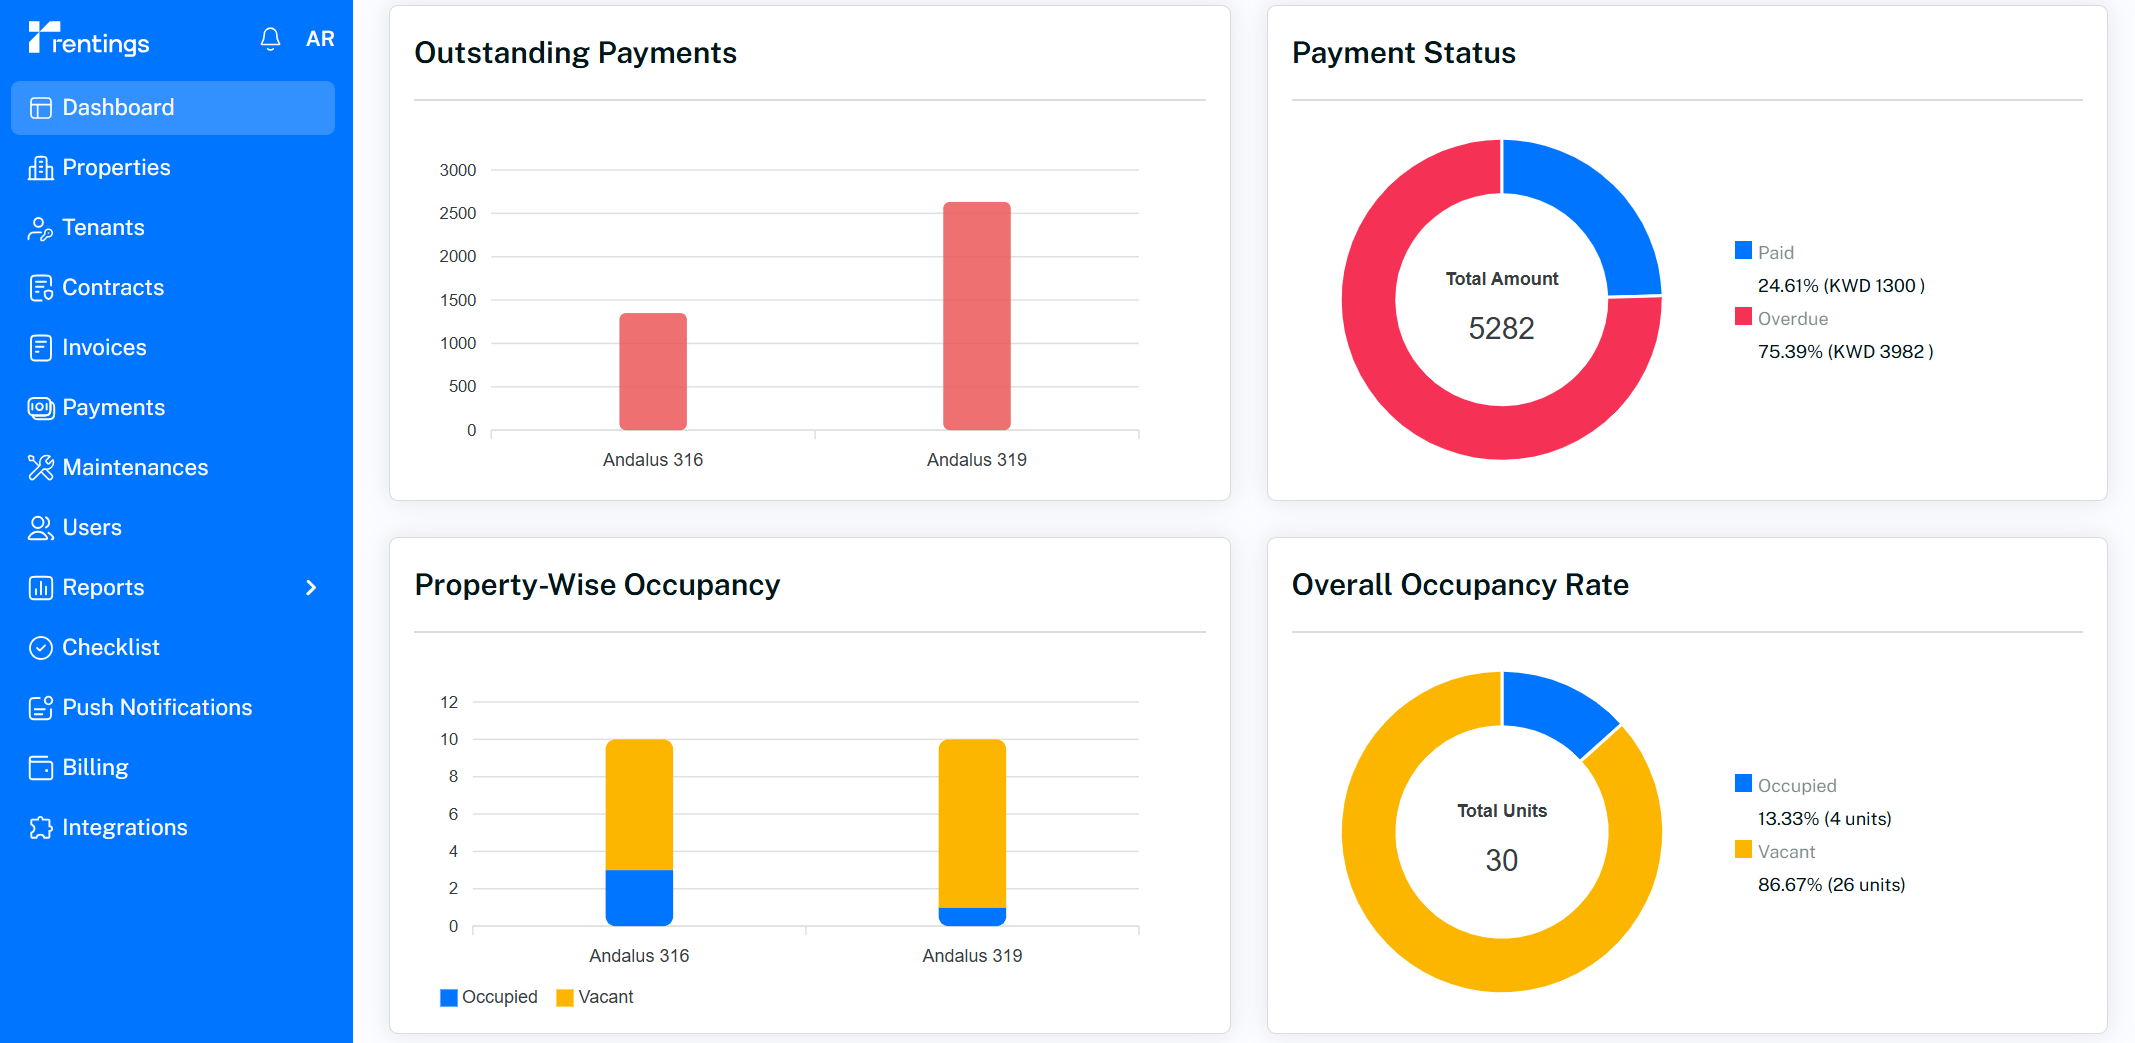 rentings
AR
Dashboard
Properties
Tenants
Contracts
Invoices
Payments
Maintenances
Users
Reports
Checklist
Push Notifications
Billing
Integrations
Outstanding Payments
3000
2500
2000
1500
1000
500
0
Andalus 316 Andalus 319
Payment Status
Total Amount
5282
Paid
24.61% (KWD 1300 )
Overdue
75.39% (KWD 3982 )
Property-Wise Occupancy
12
10
8
6
4
2
0
Andalus 316 Andalus 319
Occupied Vacant
Overall Occupancy Rate
Total Units
30
Occupied
13.33% (4 units)
Vacant
86.67% (26 units)